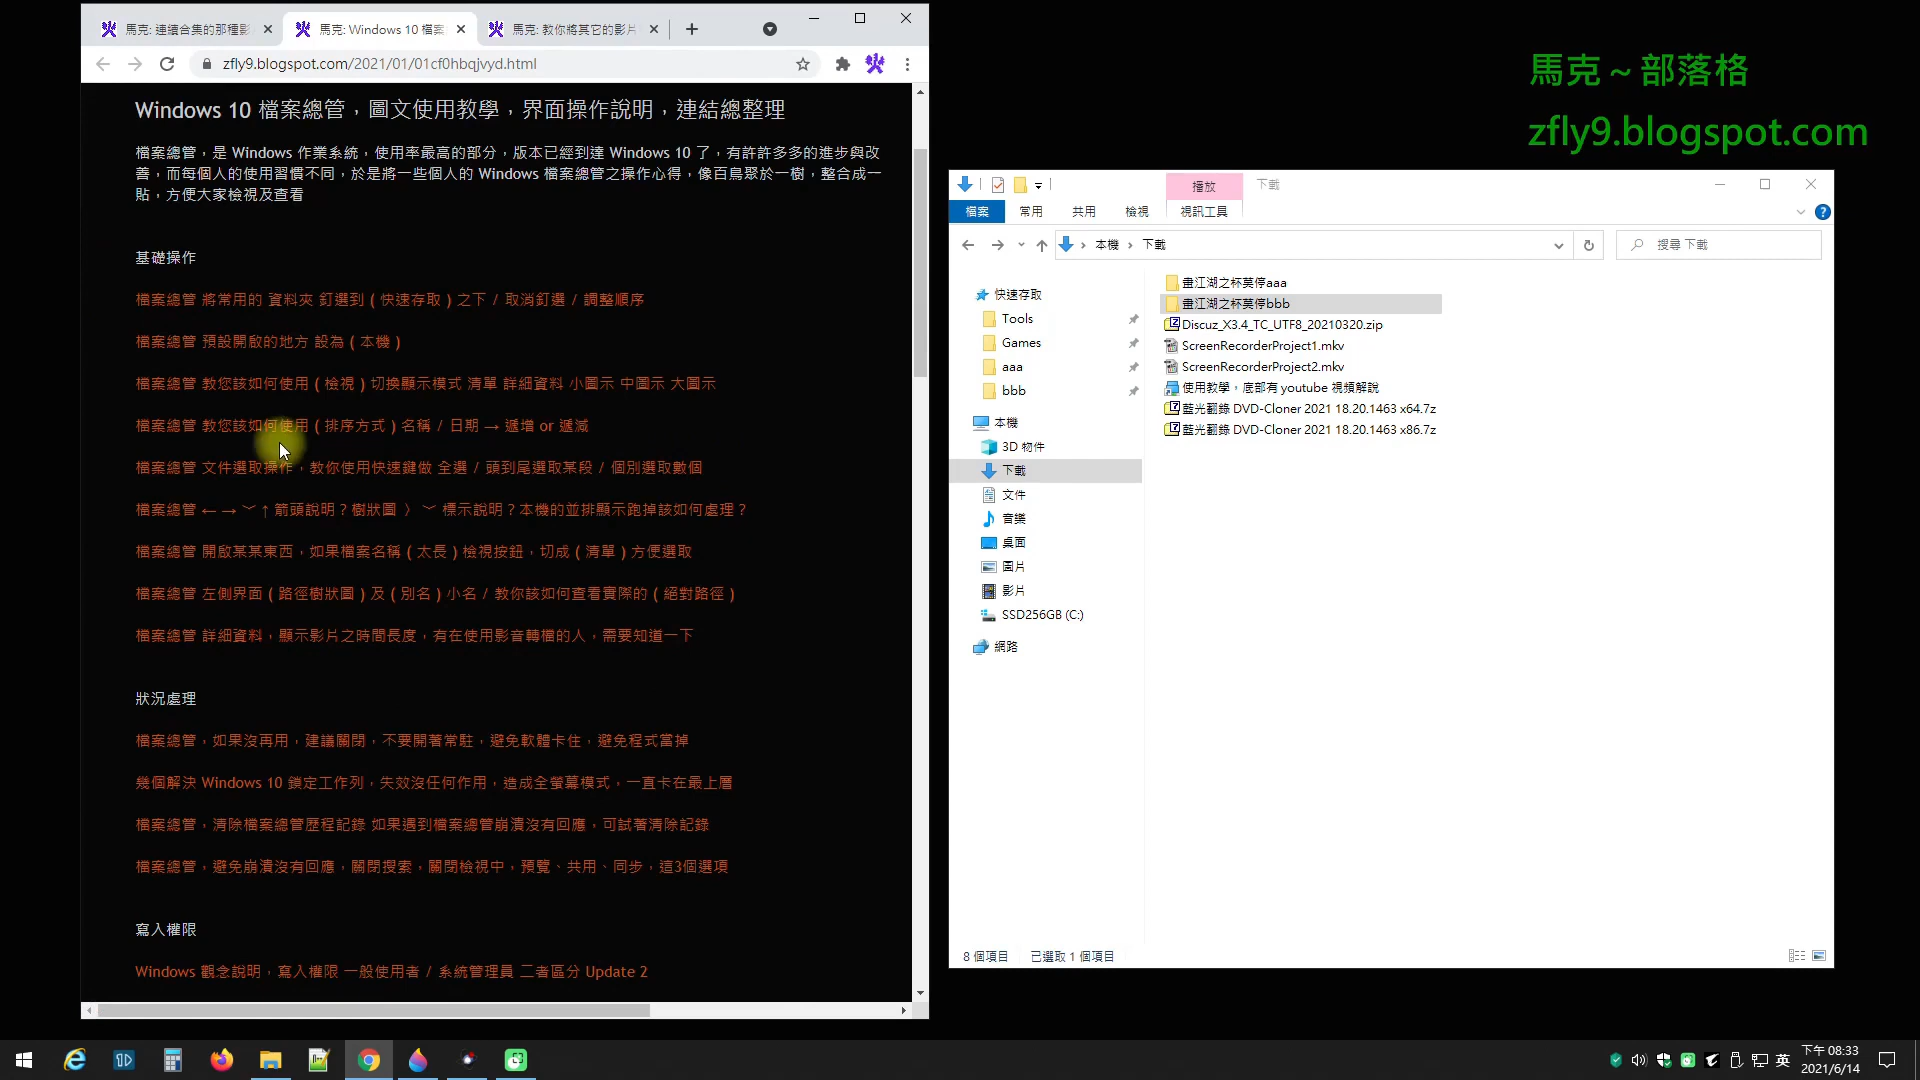 馬克: 連續合集的那種影
馬克: Windows 10 檔案
馬克: 教你將其它的影片
zfly9.blogspot.com/2021/01/01cf0hbqjvyd.html
Windows 10 檔案總管，圖文使用教學，界面操作說明，連結總整理
檔案總管，是 Windows 作業系統，使用率最高的部分，版本已經到達 Windows 10 了，有許許多多的進步與改
善，而每個人的使用習慣不同，於是將一些個人的 Windows 檔案總管之操作心得，像百鳥聚於一樹，整合成一
貼，方便大家檢視及查看
基礎操作
檔案總管 將常用的 資料夾 釘選到 ( 快速存取 ) 之下 / 取消釘選 / 調整順序
檔案總管 預設開啟的地方 設為 ( 本機 )
檔案總管 教您該如何使用 ( 檢視 ) 切換顯示模式 清單 詳細資料 小圖示 中圖示 大圖示
檔案總管 教您該如何使用 ( 排序方式 ) 名稱 / 日期 → 遞增 or 遞減
檔案總管 文件選取操作，教你使用快速鍵做 全選 / 頭到尾選取某段 / 個別選取數個
檔案總管 ← → ﹀ ↑ 箭頭說明？樹狀圖 〉 ﹀ 標示說明？本機的並排顯示跑掉該如何處理？
檔案總管 開啟某某東西，如果檔案名稱 ( 太長 ) 檢視按鈕，切成 ( 清單 ) 方便選取
檔案總管 左側界面 ( 路徑樹狀圖 ) 及 ( 別名 ) 小名 / 教你該如何查看實際的 ( 絕對路徑 )
檔案總管 詳細資料，顯示影片之時間長度，有在使用影音轉檔的人，需要知道一下
狀況處理
檔案總管，如果沒再用，建議關閉，不要開著常駐，避免軟體卡住，避免程式當掉
幾個解決 Windows 10 鎖定工作列，失效沒任何作用，造成全螢幕模式，一直卡在最上層
檔案總管，清除檔案總管歷程記錄 如果遇到檔案總管崩潰沒有回應，可試著清除記錄
檔案總管，避免崩潰沒有回應，關閉搜索，關閉檢視中，預覽、共用、同步，這3個選項
寫入權限
Windows 觀念說明，寫入權限 一般使用者 / 系統管理員 二者區分 Update 2
馬克～部落格
zfly9.blogspot.com
播放
下載
檔案
常用
共用
檢視
視訊工具
本機
下載
搜尋 下載
快速存取
Tools
Games
aaa
bbb
本機
3D 物件
下載
文件
音樂
桌面
圖片
影片
SSD256GB (C:)
網路
畫江湖之杯莫停aaa
畫江湖之杯莫停bbb
Discuz_X3.4_TC_UTF8_20210320.zip
ScreenRecorderProject1.mkv
ScreenRecorderProject2.mkv
使用教學，底部有 youtube 視頻解說
藍光翻錄 DVD-Cloner 2021 18.20.1463 x64.7z
藍光翻錄 DVD-Cloner 2021 18.20.1463 x86.7z
8 個項目
已選取 1 個項目
英
下午 08:33
2021/6/14